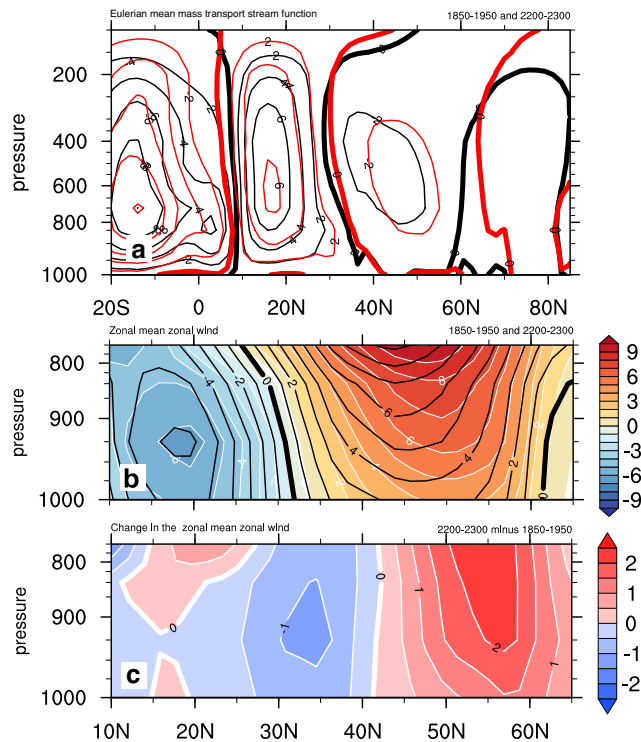 Eulerian mean mass transport stream function 1850-1950 and 2200-2300
pressure
200
400
600
800
1000
a
20S 0 20N 40N 60N 80N
Zonal mean zonal wInd 1850-1950 and 2200-2300
pressure
800
900
1000
b
9
6
3
0
-3
-6
-9
Change In the zonal mean zonal wInd 2200-2300 mInus 1850-1950
pressure
800
900
1000
c
2
1
0
-1
-2
10N 20N 30N 40N 50N 60N